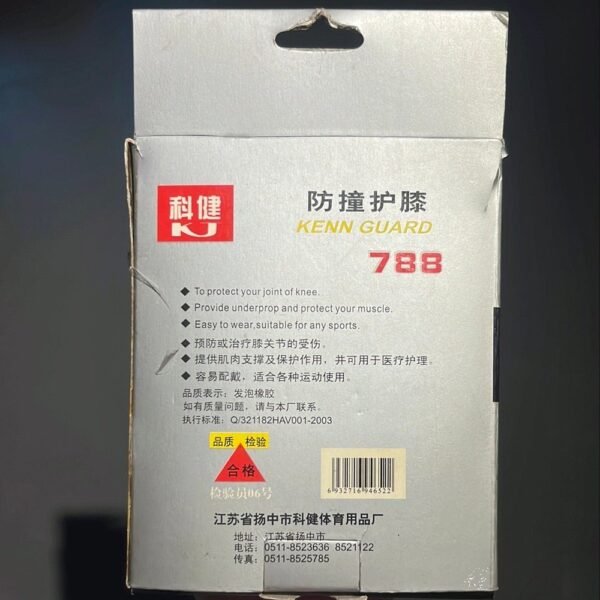 科健
KJ
防撞护膝
KENN GUARD
788
◆ To protect your joint of knee.
◆ Provide underprop and protect your muscle.
◆ Easy to wear,suitable for any sports.
◆ 预防或治疗膝关节的受伤。
◆ 提供肌肉支撑及保护作用，并可用于医疗护理。
◆ 容易配戴，适合各种运动使用。
品质表示：发泡橡胶
如有质量问题，请与本厂联系。
执行标准：Q/321182HAV001-2003
品质 检验
合格
检验员06号
6 932716 946522
江苏省扬中市科健体育用品厂
地址：江苏省扬中市
电话：0511-8523636 8521122
传真：0511-8525785